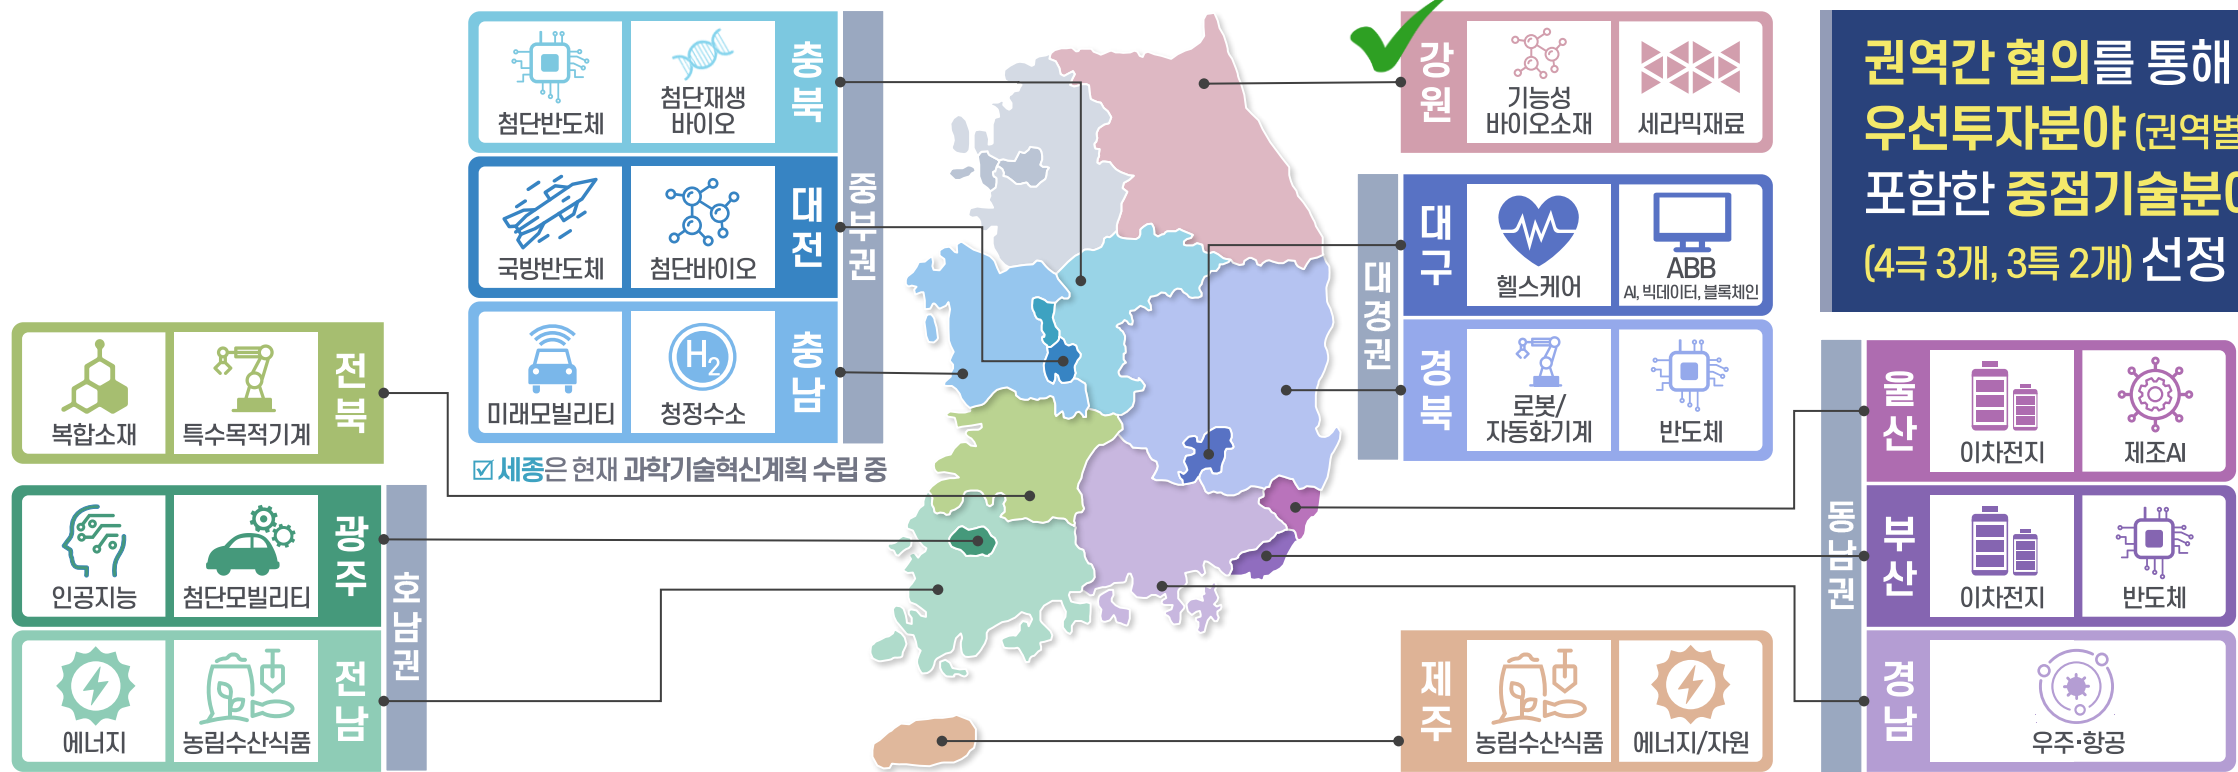 충북
첨단반도체
첨단재생
바이오
대전
국방반도체
첨단바이오
충남
미래모빌리티
H2
청정수소
중부권
세종은 현재 과학기술혁신계획 수립 중
전북
복합소재
특수목적기계
광주
인공지능
첨단모빌리티
전남
에너지
농림수산식품
호남권
강원
기능성
바이오소재
세라믹재료
대경권
대구
헬스케어
ABB
AI, 빅데이터, 블록체인
경북
로봇/
자동화기계
반도체
권역간 협의를 통해
우선투자분야 (권역별
포함한 중점기술분야
(4극 3개, 3특 2개) 선정
동남권
울산
이차전지
제조AI
부산
이차전지
반도체
경남
우주·항공
제주
농림수산식품
에너지/자원